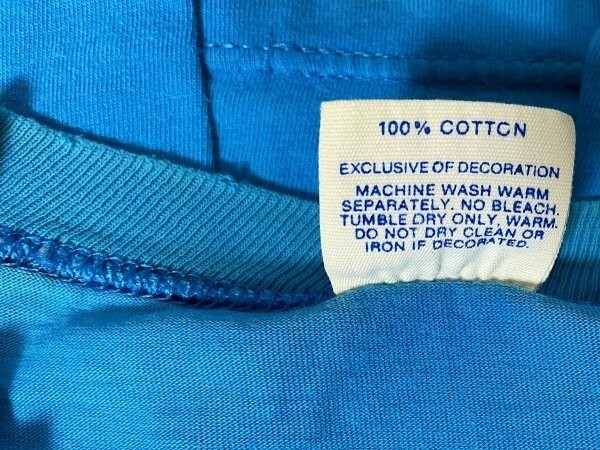 100% COTTON
EXCLUSIVE OF DECORATION
MACHINE WASH WARM
SEPARATELY. NO BLEACH.
TUMBLE DRY ONLY, WARM.
DO NOT DRY CLEAN OR
IRON IF DECORATED.